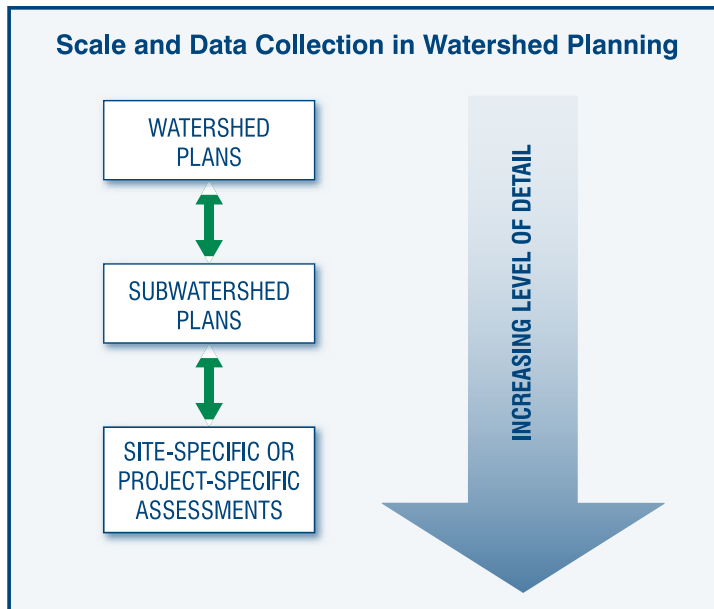 Scale and Data Collection in Watershed Planning
WATERSHED
PLANS
SUBWATERSHED
PLANS
SITE-SPECIFIC OR
PROJECT-SPECIFIC
ASSESSMENTS
INCREASING LEVEL OF DETAIL